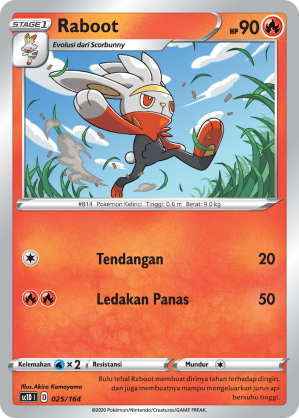 STAGE 1 Raboot HP 90
Evolusi dari Scorbunny
#814 Pokémon Kelinci Tinggi: 0.6 m Berat: 9.0 kg
Tendangan 20
Ledakan Panas 50
Kelemahan ×2 Resistansi Mundur
Illus. Akira Komayama
Bulu tebal Raboot membuat dirinya tahan terhadap dingin,
dan juga membuatnya mampu mengeluarkan jurus api
bersuhu tinggi.
sc1D I D 025/164
©2020 Pokémon/Nintendo/Creatures/GAME FREAK.